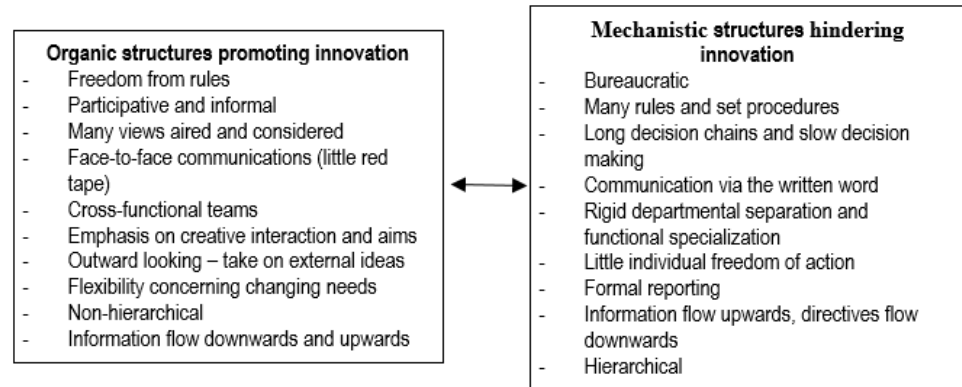 Organic structures promoting innovation
- Freedom from rules
- Participative and informal
- Many views aired and considered
- Face-to-face communications (little red
tape)
- Cross-functional teams
- Emphasis on creative interaction and aims
- Outward looking – take on external ideas
- Flexibility concerning changing needs
- Non-hierarchical
- Information flow downwards and upwards
Mechanistic structures hindering
innovation
- Bureaucratic
- Many rules and set procedures
- Long decision chains and slow decision
making
- Communication via the written word
- Rigid departmental separation and
functional specialization
- Little individual freedom of action
- Formal reporting
- Information flow upwards, directives flow
downwards
- Hierarchical